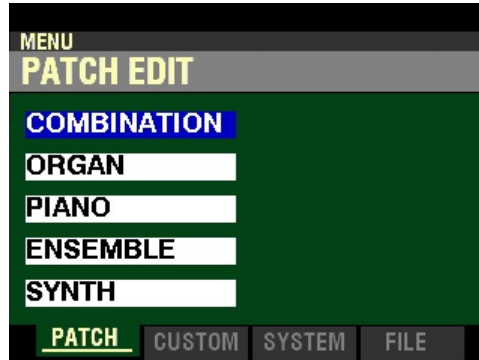 MENU
PATCH EDIT
COMBINATION
ORGAN
PIANO
ENSEMBLE
SYNTH
PATCH CUSTOM SYSTEM FILE